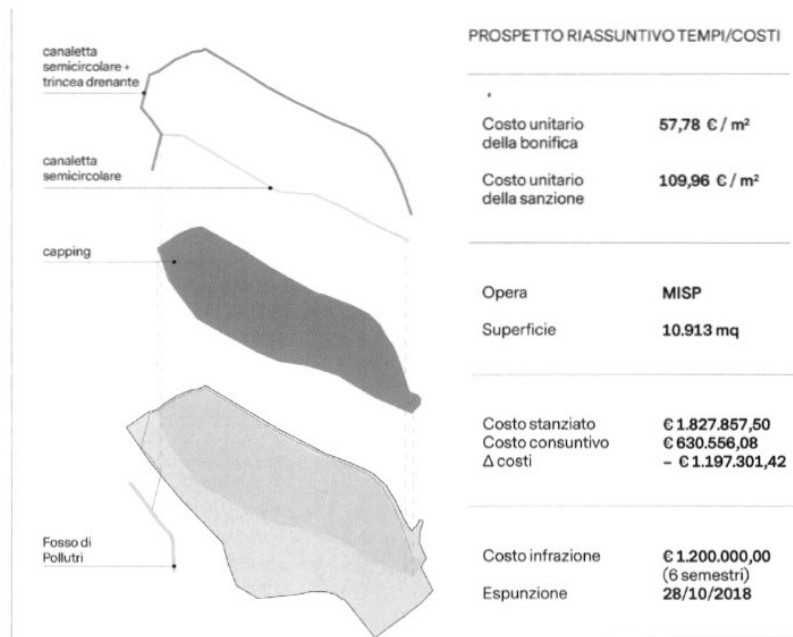 canaletta
semicircolare +
trincea drenante
canaletta
semicircolare
capping
Fosso di
Pollutri
PROSPETTO RIASSUNTIVO TEMPI/COSTI
Costo unitario
della bonifica
57,78 € / m²
Costo unitario
della sanzione
109,96 € / m²
Opera MISP
Superficie 10.913 mq
Costo stanziato € 1.827.857,50
Costo consuntivo € 630.556,08
Δ costi – € 1.197.301,42
Costo infrazione € 1.200.000,00
(6 semestri)
Espunzione 28/10/2018